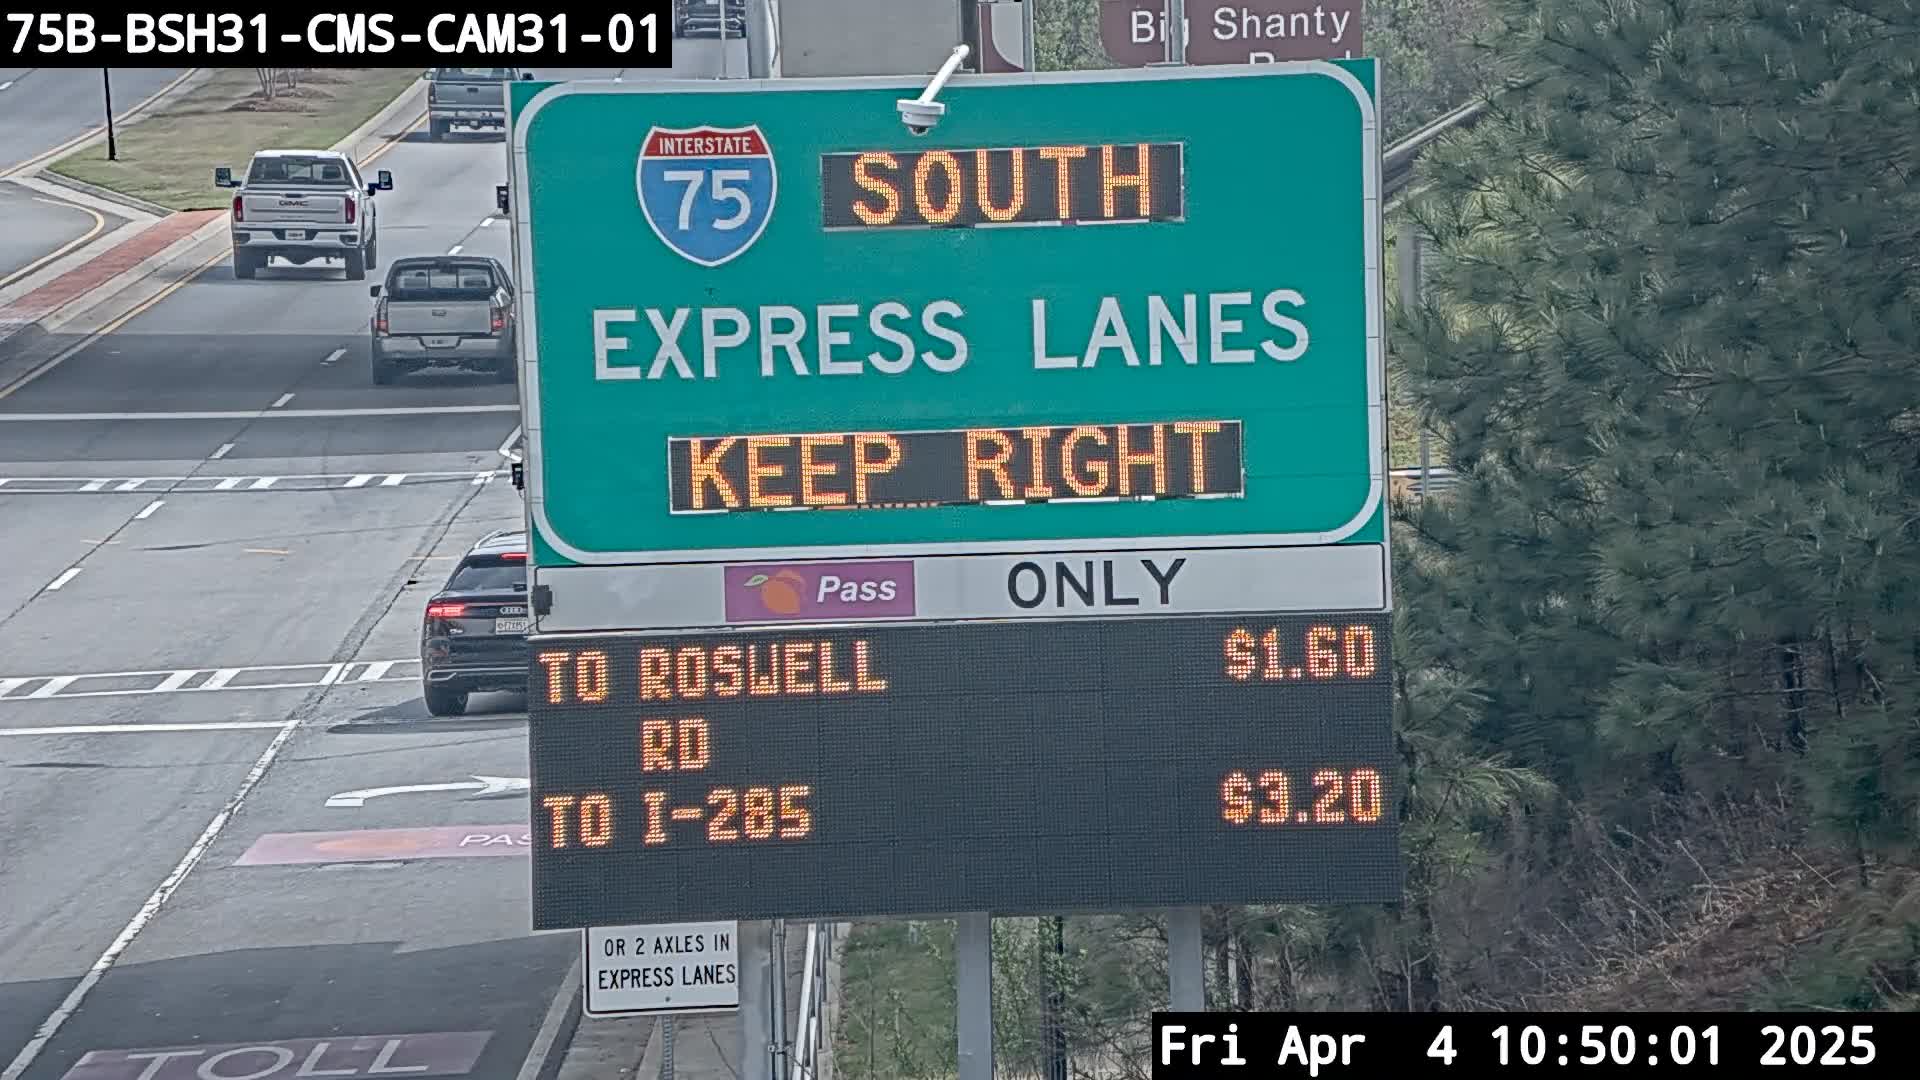 75B-BSH31-CMS-CAM31-01
Big Shanty
INTERSTATE
75
SOUTH
EXPRESS LANES
KEEP RIGHT
Pass ONLY
TO ROSWELL $1.60
RD
TO I-285 $3.20
GMC
PAS
OR 2 AXLES IN
EXPRESS LANES
TOLL
Fri Apr 4 10:50:01 2025